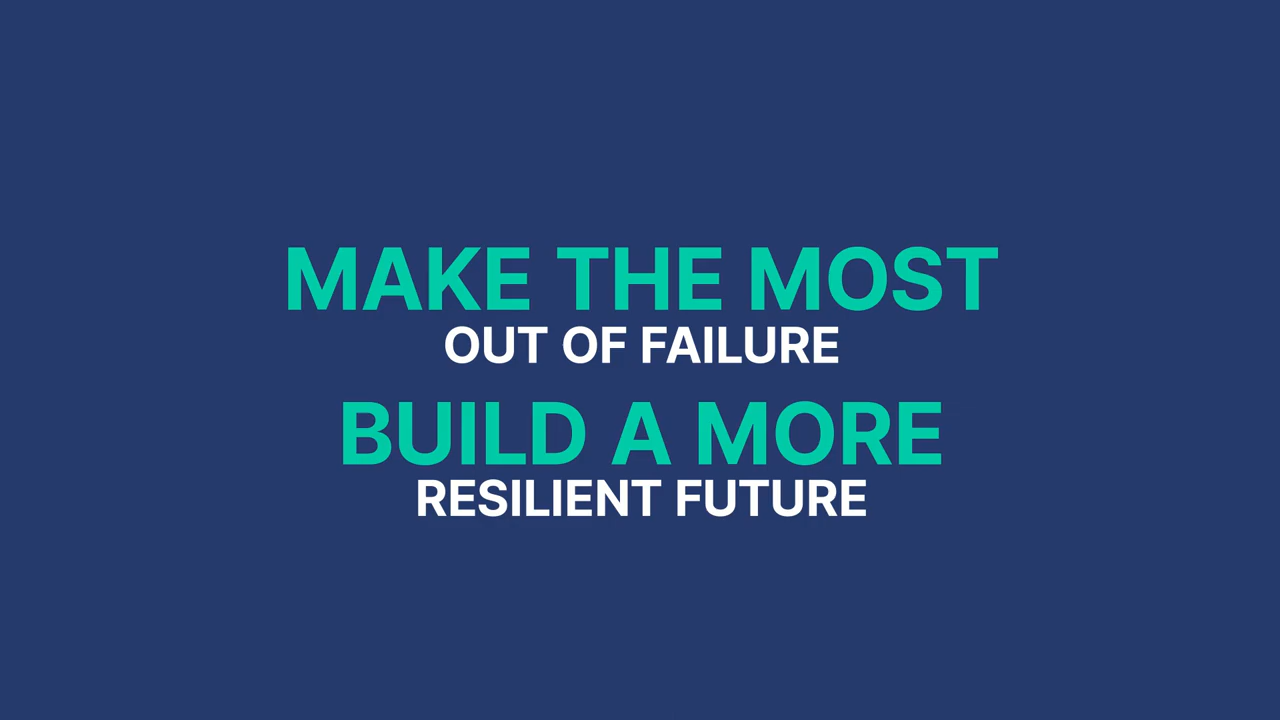 MAKE THE MOST
OUT OF FAILURE
BUILD A MORE
RESILIENT FUTURE